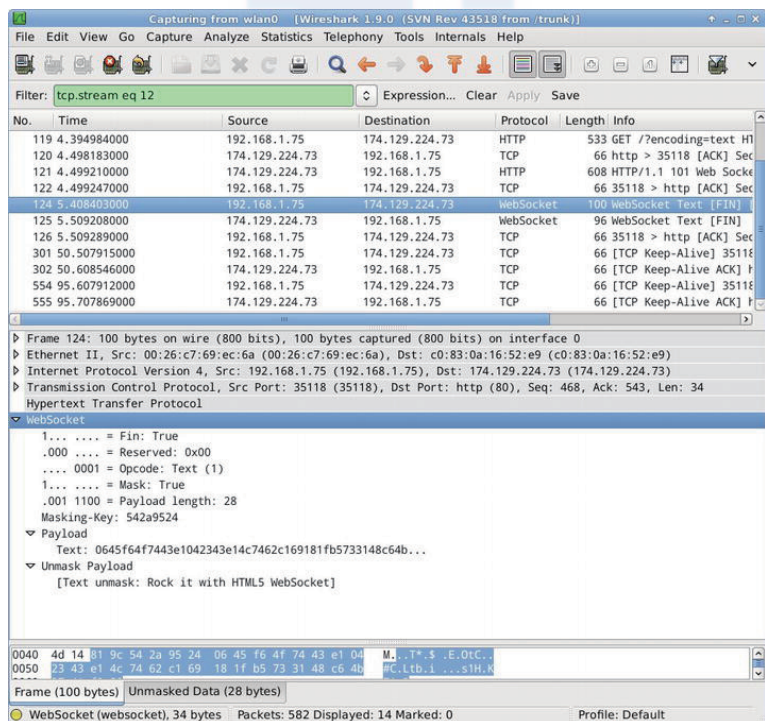 Capturing from wlan0 [Wireshark 1.9.0 (SVN Rev 43518 from /trunk)]
File Edit View Go Capture Analyze Statistics Telephony Tools Internals Help
Filter: tcp.stream eq 12 Expression... Clear Apply Save
No. Time Source Destination Protocol Length Info
119 4.394984000 192.168.1.75 174.129.224.73 HTTP 533 GET /?encoding=text HT
120 4.498183000 174.129.224.73 192.168.1.75 TCP 66 http > 35118 [ACK] Sec
121 4.499210000 174.129.224.73 192.168.1.75 HTTP 608 HTTP/1.1 101 Web Socke
122 4.499247000 192.168.1.75 174.129.224.73 TCP 66 35118 > http [ACK] Sec
124 5.408403000 192.168.1.75 174.129.224.73 WebSocket 100 WebSocket Text [FIN] [
125 5.509208000 174.129.224.73 192.168.1.75 WebSocket 96 WebSocket Text [FIN]
126 5.509289000 192.168.1.75 174.129.224.73 TCP 66 35118 > http [ACK] Sec
301 50.507915000 192.168.1.75 174.129.224.73 TCP 66 [TCP Keep-Alive] 35118
302 50.608546000 174.129.224.73 192.168.1.75 TCP 66 [TCP Keep-Alive ACK] h
554 95.607912000 192.168.1.75 174.129.224.73 TCP 66 [TCP Keep-Alive] 35118
555 95.707869000 174.129.224.73 192.168.1.75 TCP 66 [TCP Keep-Alive ACK] h
Frame 124: 100 bytes on wire (800 bits), 100 bytes captured (800 bits) on interface 0
Ethernet II, Src: 00:26:c7:69:ec:6a (00:26:c7:69:ec:6a), Dst: c0:83:0a:16:52:e9 (c0:83:0a:16:52:e9)
Internet Protocol Version 4, Src: 192.168.1.75 (192.168.1.75), Dst: 174.129.224.73 (174.129.224.73)
Transmission Control Protocol, Src Port: 35118 (35118), Dst Port: http (80), Seq: 468, Ack: 543, Len: 34
Hypertext Transfer Protocol
WebSocket
1... .... = Fin: True
.000 .... = Reserved: 0x00
.... 0001 = Opcode: Text (1)
1... .... = Mask: True
.001 1100 = Payload length: 28
Masking-Key: 542a9524
Payload
Text: 0645f64f7443e1042343e14c7462c169181fb5733148c64b...
Unmask Payload
[Text unmask: Rock it with HTML5 WebSocket]
0040 4d 14 81 9c 54 2a 95 24 06 45 f6 4f 74 43 e1 04 M...T*.$ .E.OtC..
0050 23 43 e1 4c 74 62 c1 69 18 1f b5 73 31 48 c6 4b #C.Ltb.i ...s1H.K
Frame (100 bytes) Unmasked Data (28 bytes)
WebSocket (websocket), 34 bytes Packets: 582 Displayed: 14 Marked: 0 Profile: Default